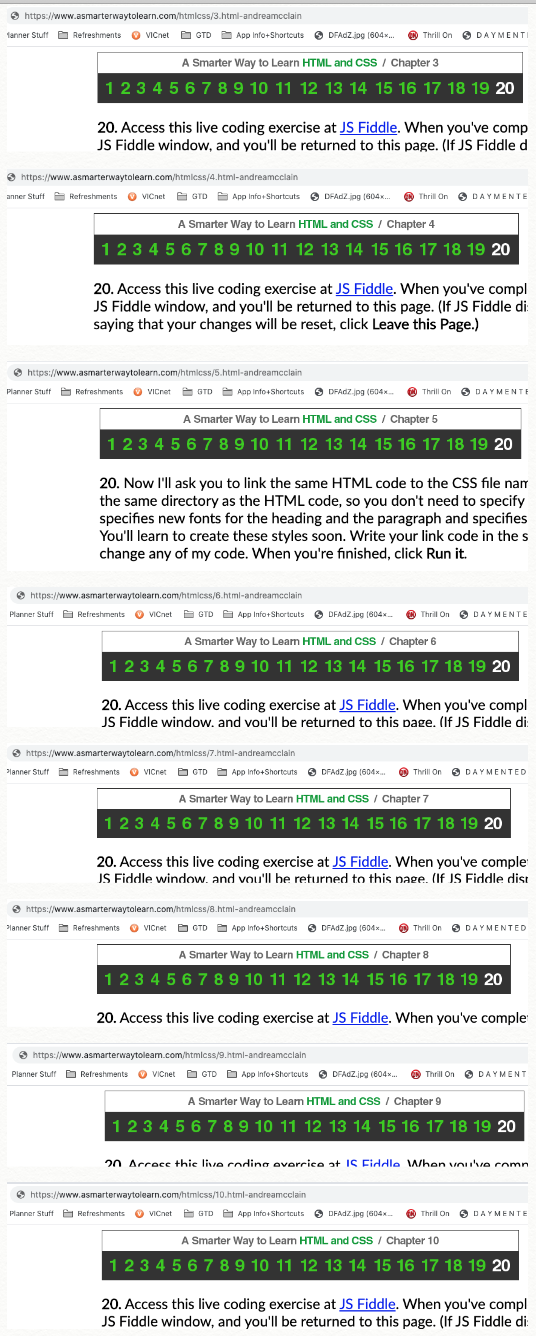 https://www.asmarterwaytolearn.com/htmlcss/3.html-andreamcclain
Planner Stuff Refreshments VICnet GTD App Info+Shortcuts DFAdZ.jpg (604×... Thrill On D A Y M E N T E
A Smarter Way to Learn HTML and CSS / Chapter 3
1 2 3 4 5 6 7 8 9 10 11 12 13 14 15 16 17 18 19 20
20. Access this live coding exercise at JS Fiddle. When you've comp
JS Fiddle window, and you'll be returned to this page. (If JS Fiddle d
https://www.asmarterwaytolearn.com/htmlcss/4.html-andreamcclain
anner Stuff Refreshments VICnet GTD App Info+Shortcuts DFAdZ.jpg (604×... Thrill On D A Y M E N T E
A Smarter Way to Learn HTML and CSS / Chapter 4
1 2 3 4 5 6 7 8 9 10 11 12 13 14 15 16 17 18 19 20
20. Access this live coding exercise at JS Fiddle. When you've compl
JS Fiddle window, and you'll be returned to this page. (If JS Fiddle di
saying that your changes will be reset, click Leave this Page.)
https://www.asmarterwaytolearn.com/htmlcss/5.html-andreamcclain
Planner Stuff Refreshments VICnet GTD App Info+Shortcuts DFAdZ.jpg (604×... Thrill On D A Y M E N T E
A Smarter Way to Learn HTML and CSS / Chapter 5
1 2 3 4 5 6 7 8 9 10 11 12 13 14 15 16 17 18 19 20
20. Now I'll ask you to link the same HTML code to the CSS file nam
the same directory as the HTML code, so you don't need to specify
specifies new fonts for the heading and the paragraph and specifies
You'll learn to create these styles soon. Write your link code in the s
change any of my code. When you're finished, click Run it.
https://www.asmarterwaytolearn.com/htmlcss/6.html-andreamcclain
Planner Stuff Refreshments VICnet GTD App Info+Shortcuts DFAdZ.jpg (604×... Thrill On D A Y M E N T E
A Smarter Way to Learn HTML and CSS / Chapter 6
1 2 3 4 5 6 7 8 9 10 11 12 13 14 15 16 17 18 19 20
20. Access this live coding exercise at JS Fiddle. When you've compl
JS Fiddle window, and you'll be returned to this page. (If JS Fiddle di
https://www.asmarterwaytolearn.com/htmlcss/7.html-andreamcclain
Planner Stuff Refreshments VICnet GTD App Info+Shortcuts DFAdZ.jpg (604×... Thrill On D A Y M E N T E D
A Smarter Way to Learn HTML and CSS / Chapter 7
1 2 3 4 5 6 7 8 9 10 11 12 13 14 15 16 17 18 19 20
20. Access this live coding exercise at JS Fiddle. When you've comple
JS Fiddle window, and you'll be returned to this page. (If JS Fiddle disp
https://www.asmarterwaytolearn.com/htmlcss/8.html-andreamcclain
Planner Stuff Refreshments VICnet GTD App Info+Shortcuts DFAdZ.jpg (604×... Thrill On D A Y M E N T E D
A Smarter Way to Learn HTML and CSS / Chapter 8
1 2 3 4 5 6 7 8 9 10 11 12 13 14 15 16 17 18 19 20
20. Access this live coding exercise at JS Fiddle. When you've comple
https://www.asmarterwaytolearn.com/htmlcss/9.html-andreamcclain
Planner Stuff Refreshments VICnet GTD App Info+Shortcuts DFAdZ.jpg (604×... Thrill On D A Y M E N T
A Smarter Way to Learn HTML and CSS / Chapter 9
1 2 3 4 5 6 7 8 9 10 11 12 13 14 15 16 17 18 19 20
20. Access this live coding exercise at JS Fiddle. When you've comp
https://www.asmarterwaytolearn.com/htmlcss/10.html-andreamcclain
Planner Stuff Refreshments VICnet GTD App Info+Shortcuts DFAdZ.jpg (604×... Thrill On D A Y M E N T E
A Smarter Way to Learn HTML and CSS / Chapter 10
1 2 3 4 5 6 7 8 9 10 11 12 13 14 15 16 17 18 19 20
20. Access this live coding exercise at JS Fiddle. When you've compl
JS Fiddle window, and you'll be returned to this page. (If JS Fiddle di